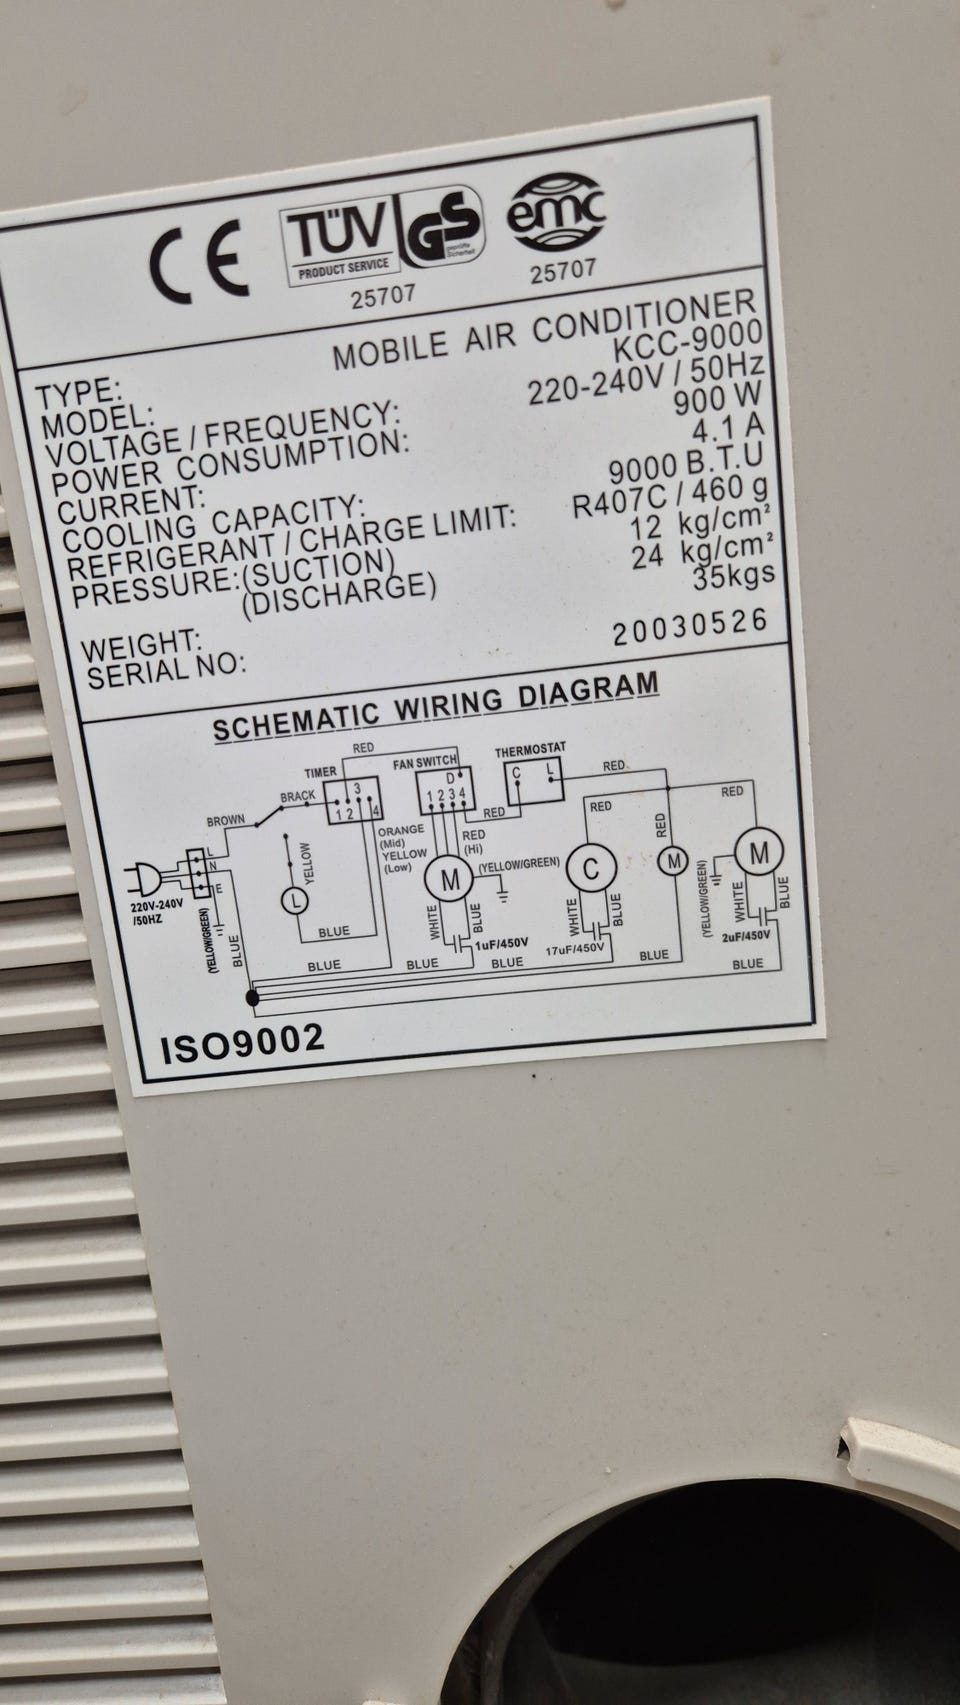 CE TÜV GS emc
PRODUCT SERVICE geprüfte Sicherheit
25707 25707
TYPE: MOBILE AIR CONDITIONER
MODEL: KCC-9000
VOLTAGE / FREQUENCY: 220-240V / 50Hz
POWER CONSUMPTION: 900 W
CURRENT: 4.1 A
COOLING CAPACITY: 9000 B.T.U
REFRIGERANT / CHARGE LIMIT: R407C / 460 g
PRESSURE:(SUCTION) 12 kg/cm²
(DISCHARGE) 24 kg/cm²
WEIGHT: 35kgs
SERIAL NO: 20030526
SCHEMATIC WIRING DIAGRAM
RED
TIMER FAN SWITCH THERMOSTAT
BROWN BRACK 3 1 2 4 D 1 2 3 4 C L RED
RED RED RED RED
ORANGE
(Mid)
YELLOW
(Low)
RED
(Hi)
L
N
E
220V-240V
/50HZ
YELLOW L M (YELLOW/GREEN) C M (YELLOW/GREEN) M
(YELLOW/GREEN) BLUE BLUE WHITE BLUE 1uF/450V WHITE BLUE 17uF/450V WHITE BLUE 2uF/450V
BLUE BLUE BLUE BLUE BLUE
ISO9002